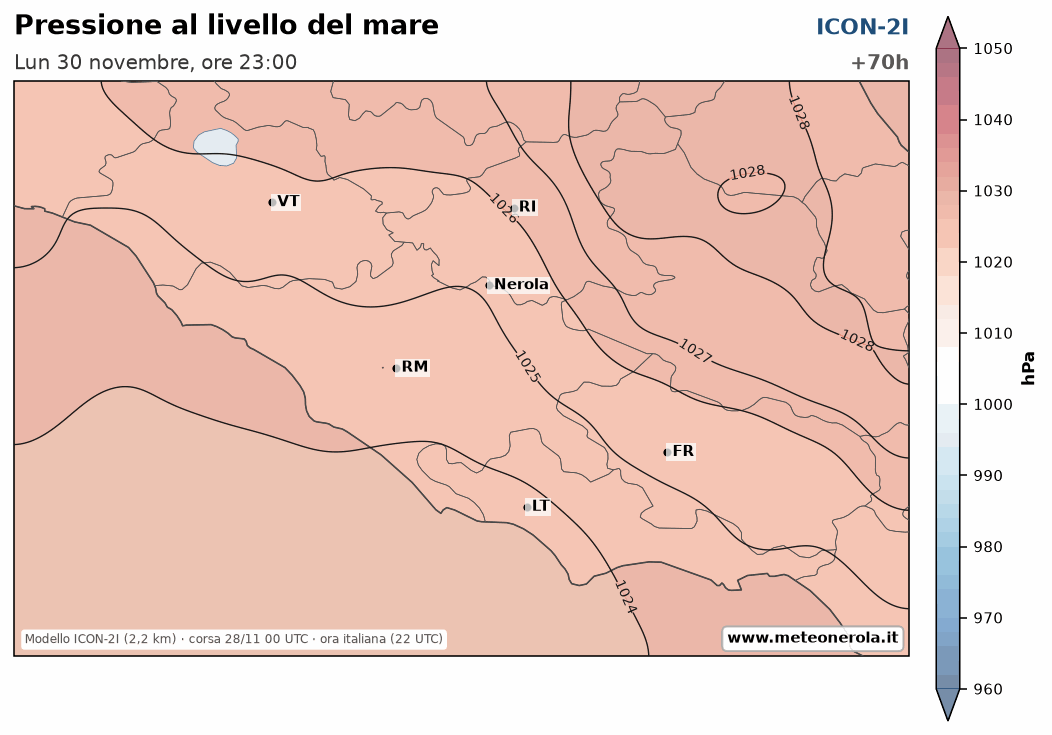 Pressione al livello del mare
ICON-2I
Lun 30 novembre, ore 23:00
+70h
1028
1028
VT
1026
RI
Nerola
1028
1027
1025
RM
FR
LT
1024
Modello ICON-2I (2,2 km) · corsa 28/11 00 UTC · ora italiana (22 UTC)
www.meteonerola.it
1050
1040
1030
1020
1010
1000
990
980
970
960
hPa